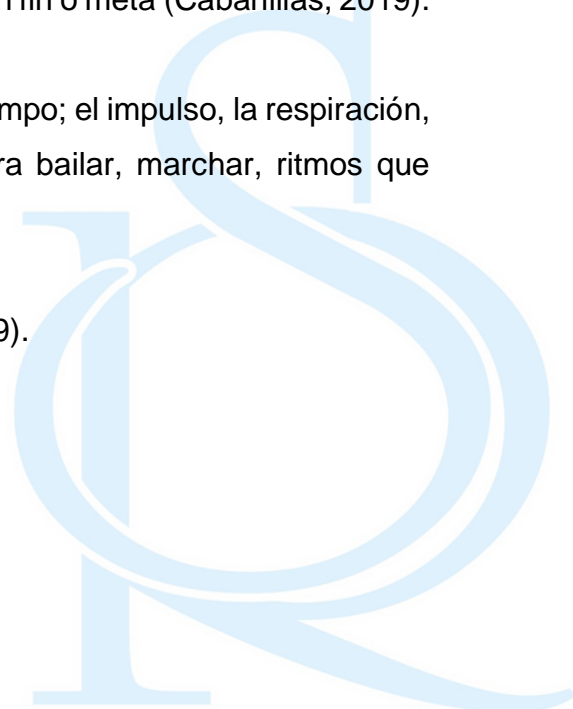 fin o meta (Cabanillas, 2019).
mpo; el impulso, la respiración,
ra bailar, marchar, ritmos que
9).